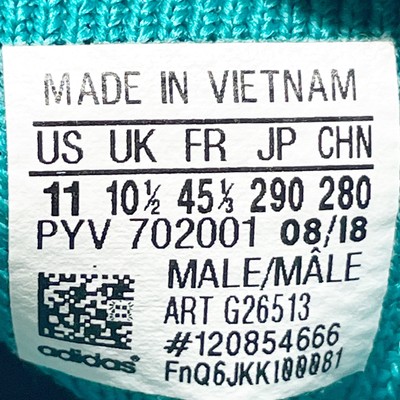 MADE IN VIETNAM
US UK FR JP CHN
11 10½ 45⅓ 290 280
PYV 702001 08/18
MALE/MÂLE
ART G26513
#120854666
adidas